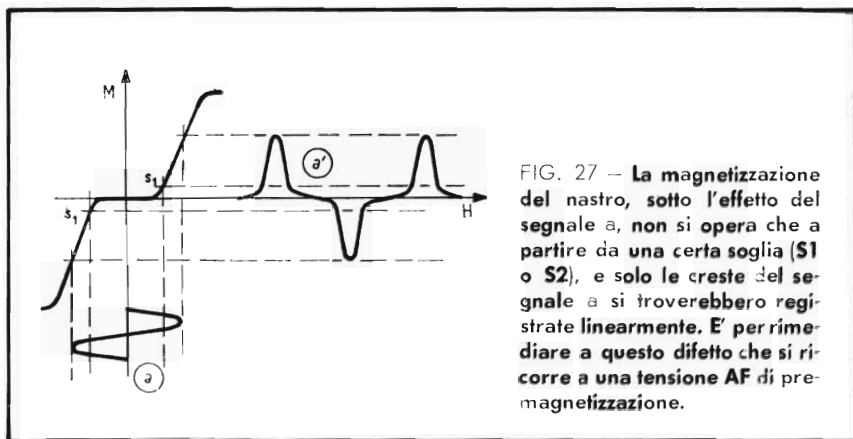 M
a'
s1
s1
H
a
FIG. 27 — La magnetizzazione
del nastro, sotto l'effetto del
segnale a, non si opera che a
partire da una certa soglia (S1
o S2), e solo le creste del se-
gnale a si troverebbero regi-
strate linearmente. E' per rime-
diare a questo difetto che si ri-
corre a una tensione AF di pre-
magnetizzazione.